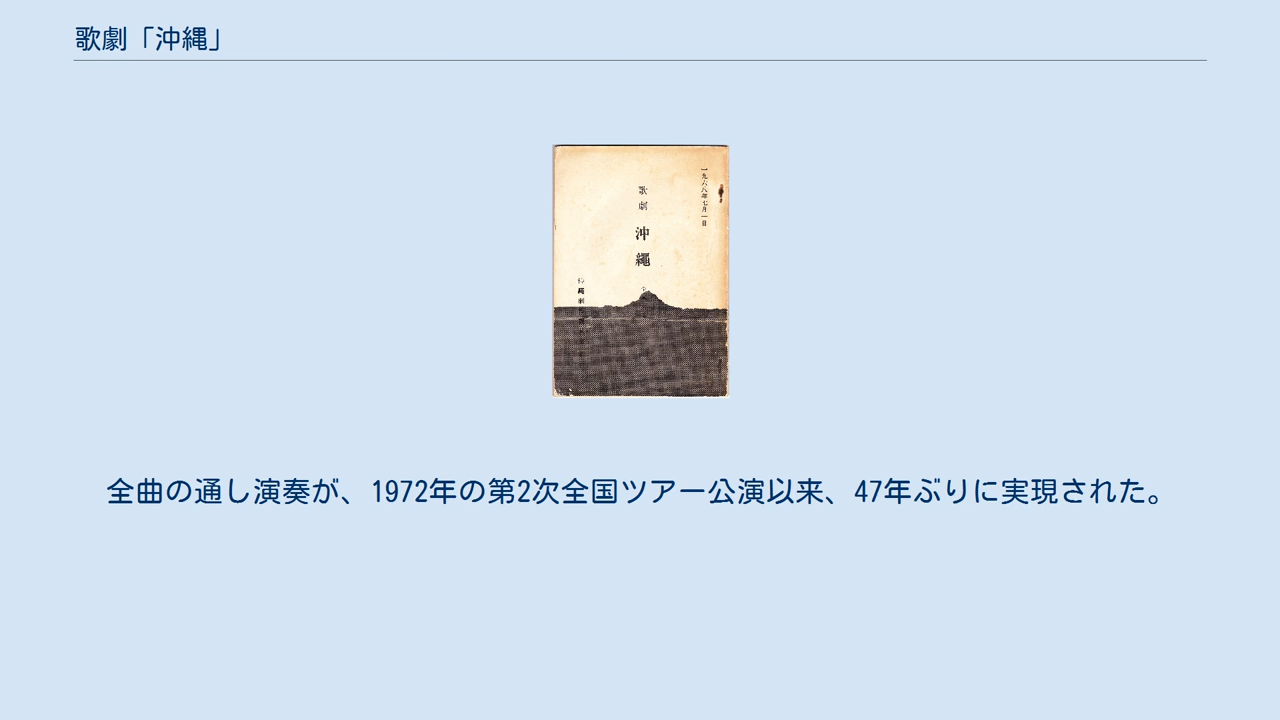 歌劇「沖縄」
一九六八年七月一日
歌劇
沖繩
全曲の通し演奏が、1972年の第2次全国ツアー公演以来、47年ぶりに実現された。